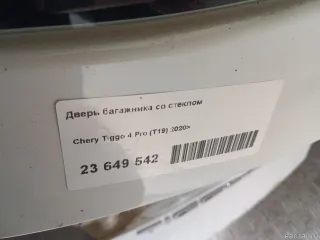 Дверь багажника со стеклом
Chery Tiggo 4 Pro (T19) 2020>
23 649 542